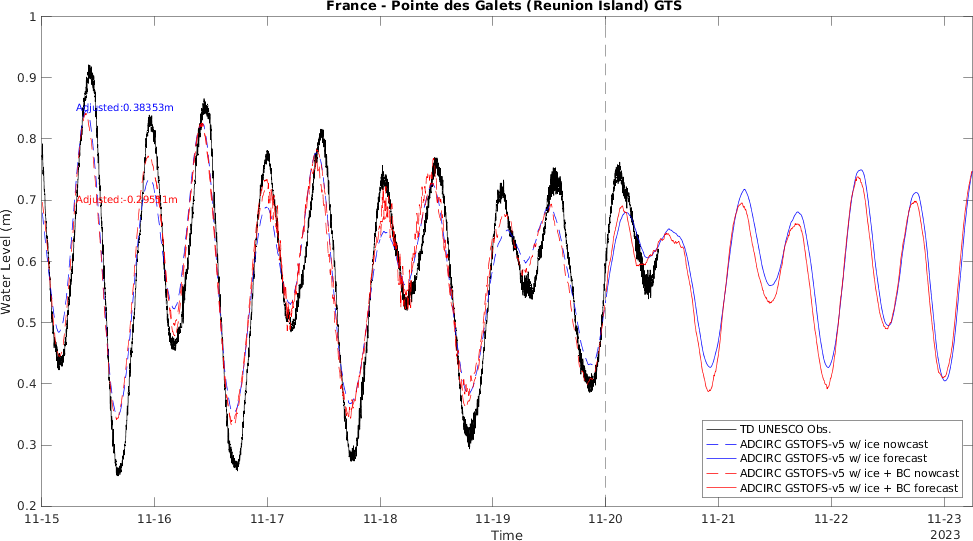 France - Pointe des Galets (Reunion Island) GTS
1
0.9
0.8
0.7
0.6
0.5
0.4
0.3
0.2
Water Level (m)
Adjusted:0.38353m
TD UNESCO Obs.
ADCIRC GSTOFS-v5 w/ ice nowcast
ADCIRC GSTOFS-v5 w/ ice forecast
ADCIRC GSTOFS-v5 w/ ice + BC nowcast
ADCIRC GSTOFS-v5 w/ ice + BC forecast
11-15 11-16 11-17 11-18 11-19 11-20 11-21 11-22 11-23
Time 2023